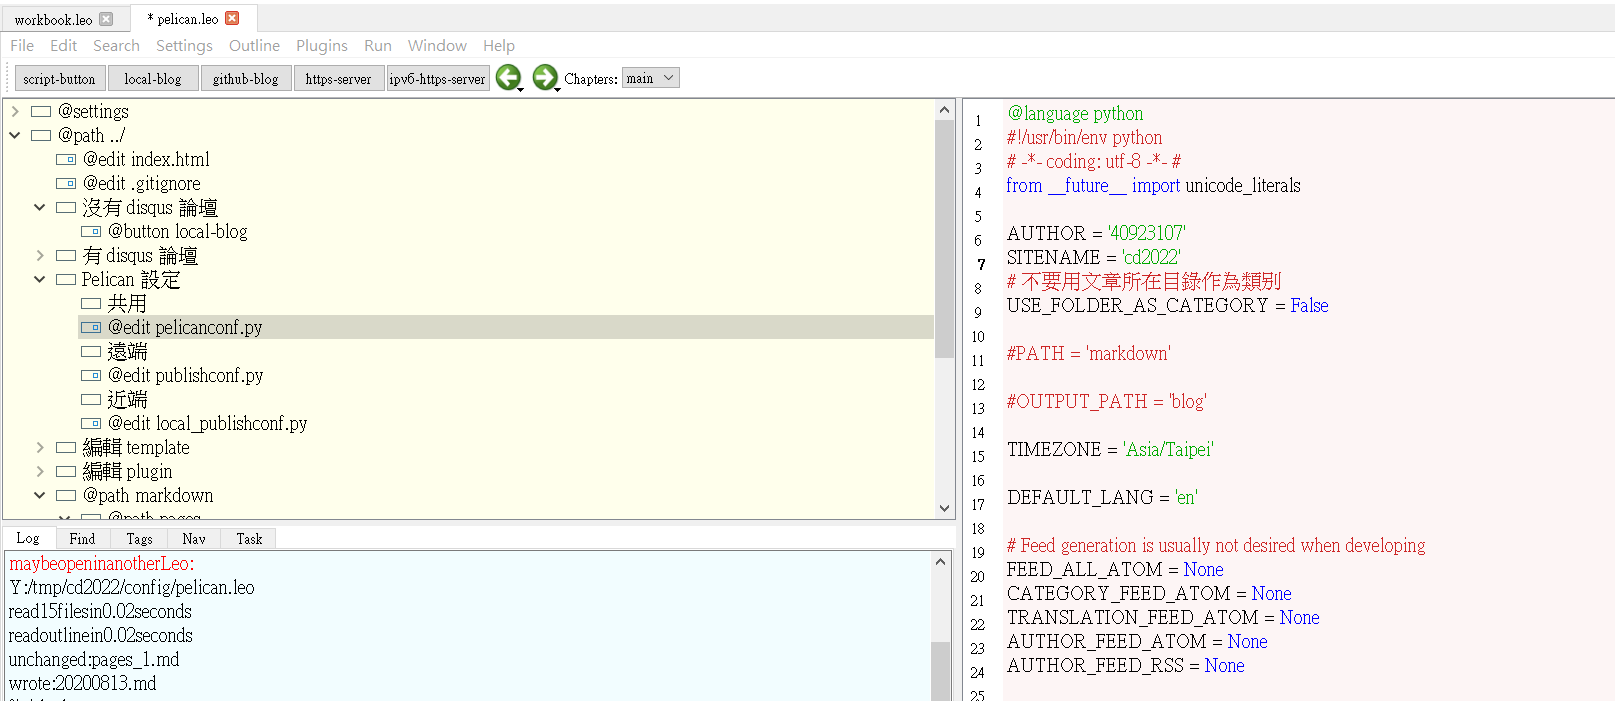 workbook.leo
* pelican.leo
File Edit Search Settings Outline Plugins Run Window Help
script-button local-blog github-blog https-server ipv6-https-server Chapters: main
@settings
@path ../
@edit index.html
@edit .gitignore
沒有 disqus 論壇
@button local-blog
有 disqus 論壇
Pelican 設定
共用
@edit pelicanconf.py
遠端
@edit publishconf.py
近端
@edit local_publishconf.py
編輯 template
編輯 plugin
@path markdown
@path pages
Log Find Tags Nav Task
maybeopeninanotherLeo:
Y:/tmp/cd2022/config/pelican.leo
read15filesin0.02seconds
readoutlinein0.02seconds
unchanged:pages_1.md
wrote:20200813.md
1 @language python
2 #!/usr/bin/env python
3 # -*- coding: utf-8 -*- #
4 from __future__ import unicode_literals
5
6 AUTHOR = '40923107'
7 SITENAME = 'cd2022'
8 # 不要用文章所在目錄作為類別
9 USE_FOLDER_AS_CATEGORY = False
10
11 #PATH = 'markdown'
12
13 #OUTPUT_PATH = 'blog'
14
15 TIMEZONE = 'Asia/Taipei'
16
17 DEFAULT_LANG = 'en'
18
19 # Feed generation is usually not desired when developing
20 FEED_ALL_ATOM = None
21 CATEGORY_FEED_ATOM = None
22 TRANSLATION_FEED_ATOM = None
23 AUTHOR_FEED_ATOM = None
24 AUTHOR_FEED_RSS = None
25